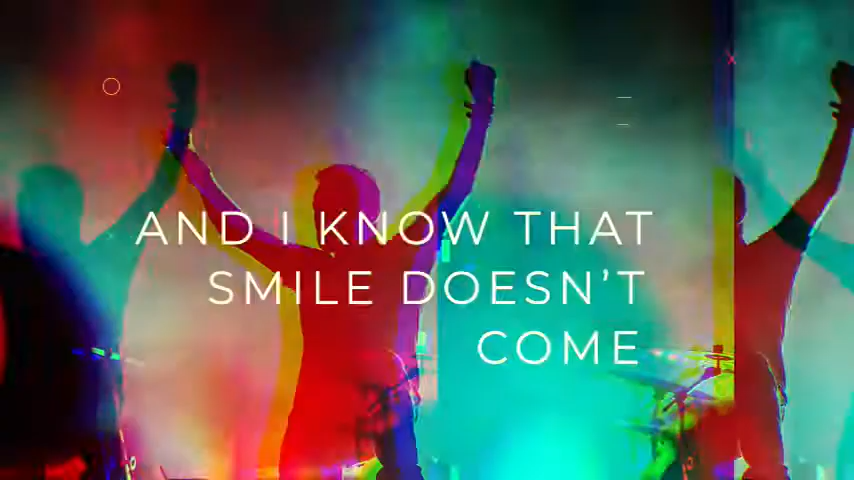 AND I KNOW THAT
SMILE DOESN’T
COME